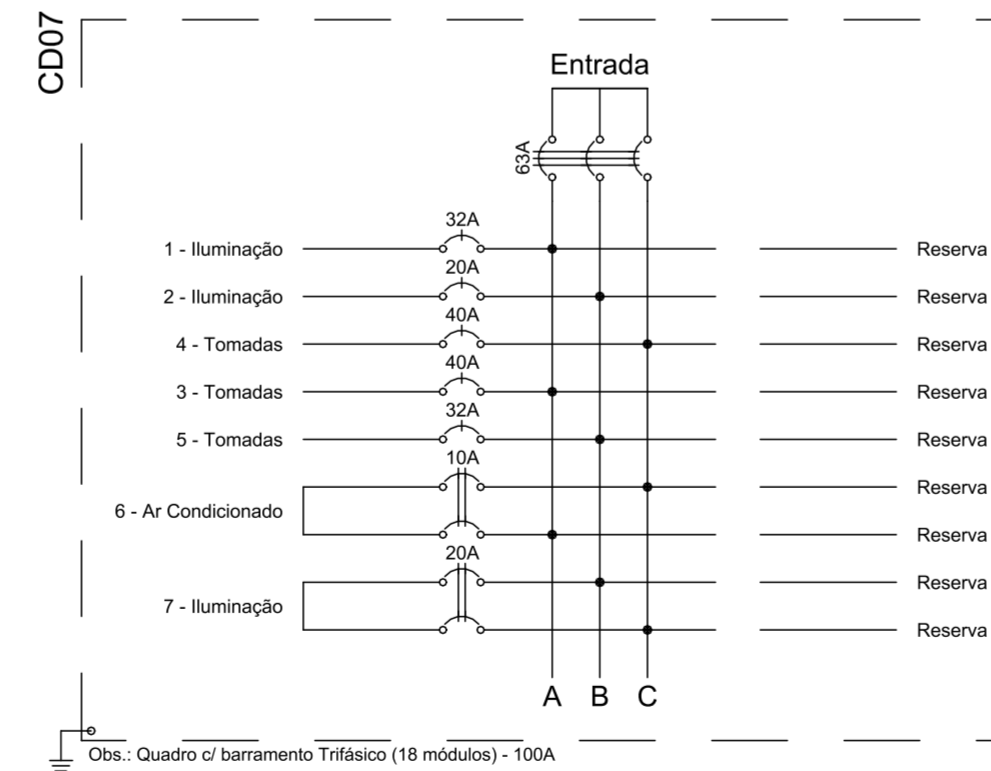 CD07
Entrada
63A
32A
1 - Iluminação
Reserva
20A
2 - Iluminação
Reserva
40A
4 - Tomadas
Reserva
40A
3 - Tomadas
Reserva
32A
5 - Tomadas
Reserva
10A
Reserva
6 - Ar Condicionado
Reserva
20A
Reserva
7 - Iluminação
Reserva
A B C
Obs.: Quadro c/ barramento Trifásico (18 módulos) - 100A